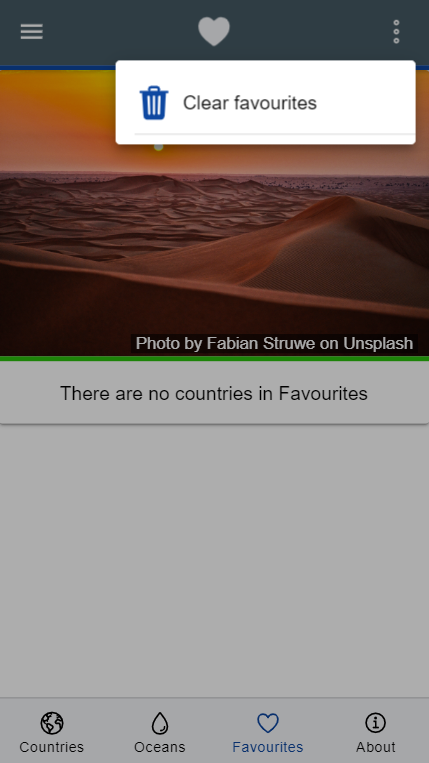 Clear favourites
Photo by Fabian Struwe on Unsplash
There are no countries in Favourites
Countries
Oceans
Favourites
About